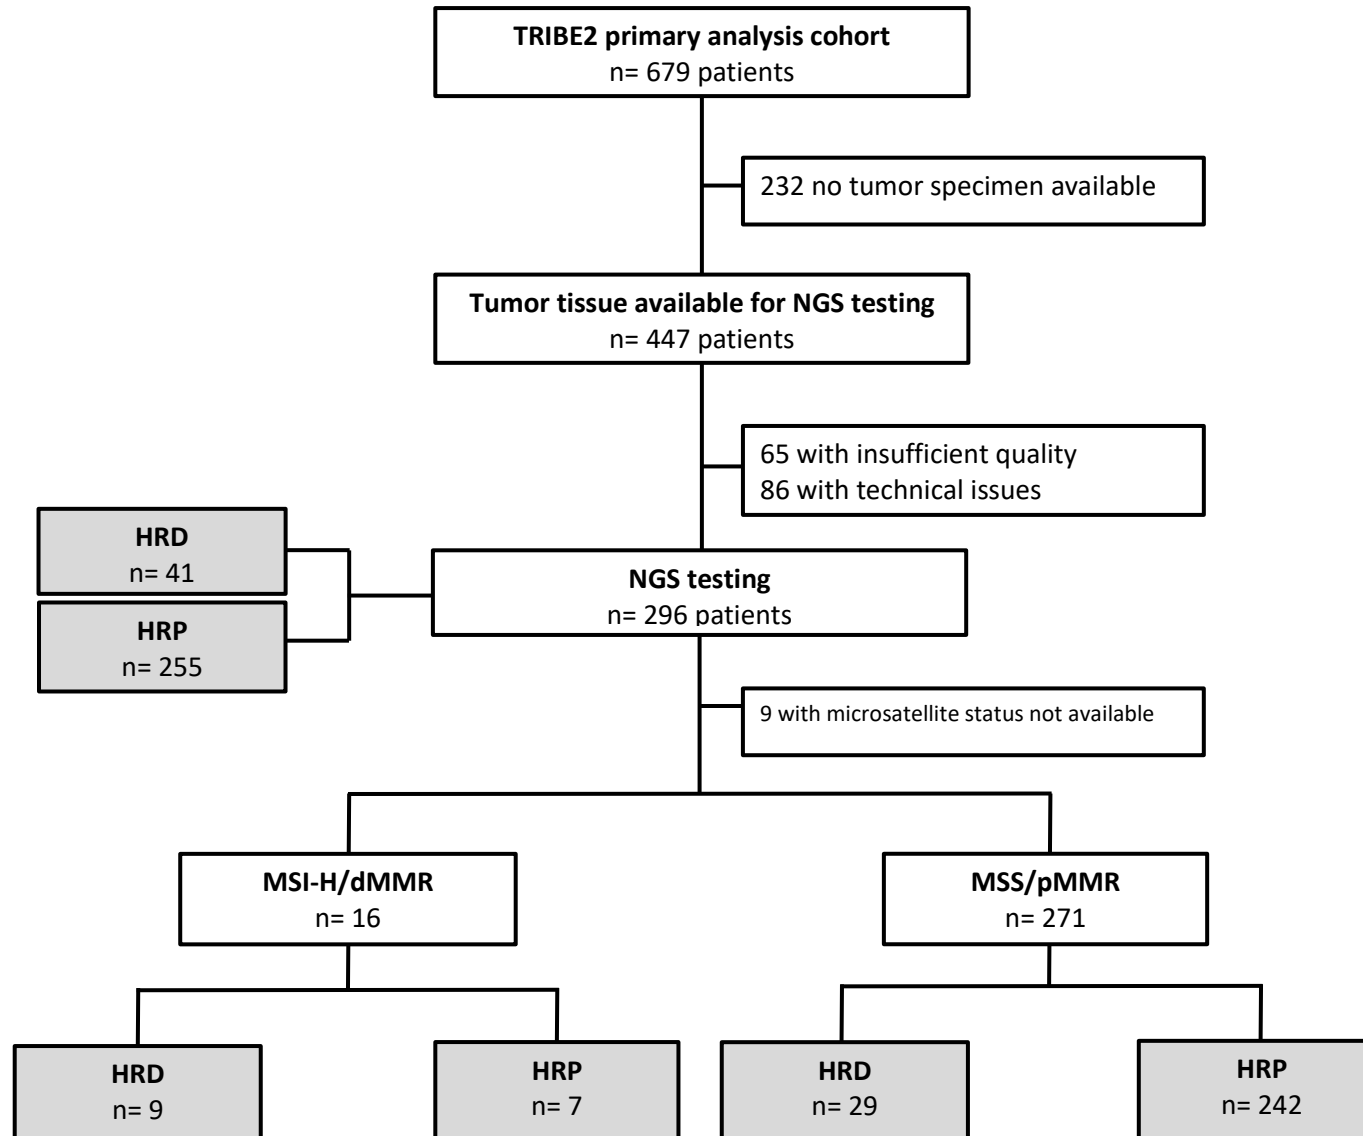 TRIBE2 primary analysis cohort
n= 679 patients
232 no tumor specimen available
Tumor tissue available for NGS testing
n= 447 patients
65 with insufficient quality
86 with technical issues
HRD
n= 41
HRP
n= 255
NGS testing
n= 296 patients
9 with microsatellite status not available
MSI-H/dMMR
n= 16
MSS/pMMR
n= 271
HRD
n= 9
HRP
n= 7
HRD
n= 29
HRP
n= 242